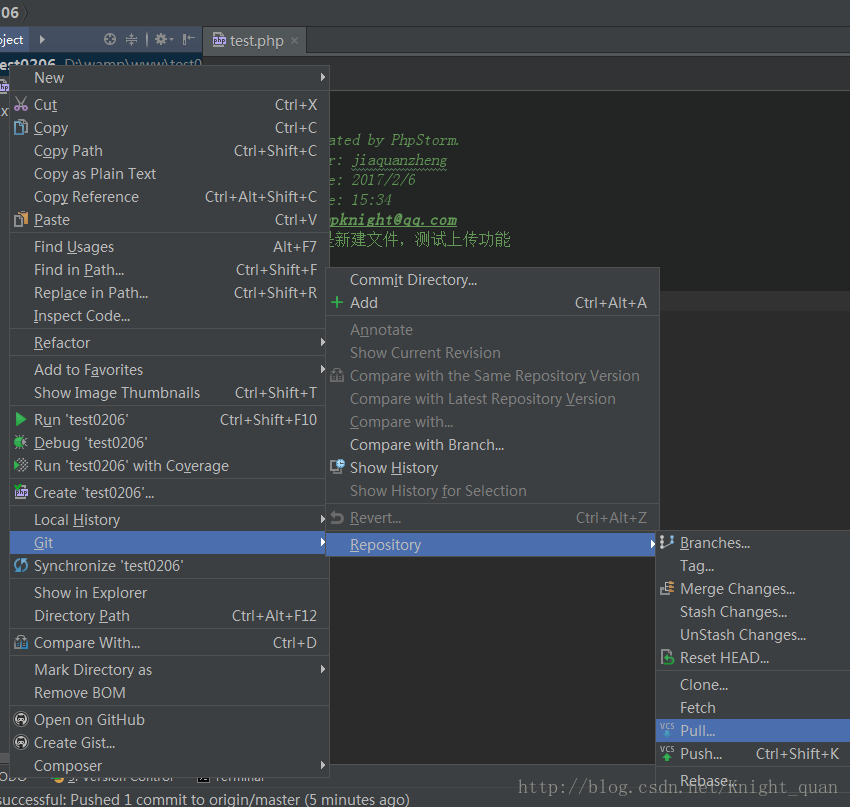 06
ject
test.php
est0206 D:\wamp\www\test0
New
Cut Ctrl+X
Copy Ctrl+C
Copy Path Ctrl+Shift+C
Copy as Plain Text
Copy Reference Ctrl+Alt+Shift+C
Paste Ctrl+V
Find Usages Alt+F7
Find in Path... Ctrl+Shift+F
Replace in Path... Ctrl+Shift+R
Inspect Code...
Refactor
Add to Favorites
Show Image Thumbnails Ctrl+Shift+T
Run 'test0206' Ctrl+Shift+F10
Debug 'test0206'
Run 'test0206' with Coverage
Create 'test0206'...
Local History
Git
Synchronize 'test0206'
Show in Explorer
Directory Path Ctrl+Alt+F12
Compare With... Ctrl+D
Mark Directory as
Remove BOM
Open on GitHub
Create Gist...
Composer
ated by PhpStorm.
r: jiaquanzheng
e: 2017/2/6
e: 15:34
pknight@qq.com
是新建文件，测试上传功能
Commit Directory...
Add Ctrl+Alt+A
Annotate
Show Current Revision
Compare with the Same Repository Version
Compare with Latest Repository Version
Compare with...
Compare with Branch...
Show History
Show History for Selection
Revert... Ctrl+Alt+Z
Repository
Branches...
Tag...
Merge Changes...
Stash Changes...
UnStash Changes...
Reset HEAD...
Clone...
Fetch
VCS Pull...
VCS Push... Ctrl+Shift+K
Rebase...
ODO 9: Version Control Terminal
http://blog.csdn.net/Knight_quan
successful: Pushed 1 commit to origin/master (5 minutes ago)